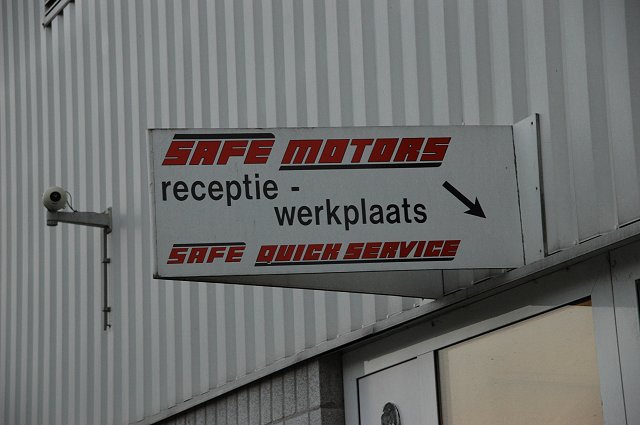 SAFE MOTORS
receptie -
werkplaats
SAFE QUICK SERVICE